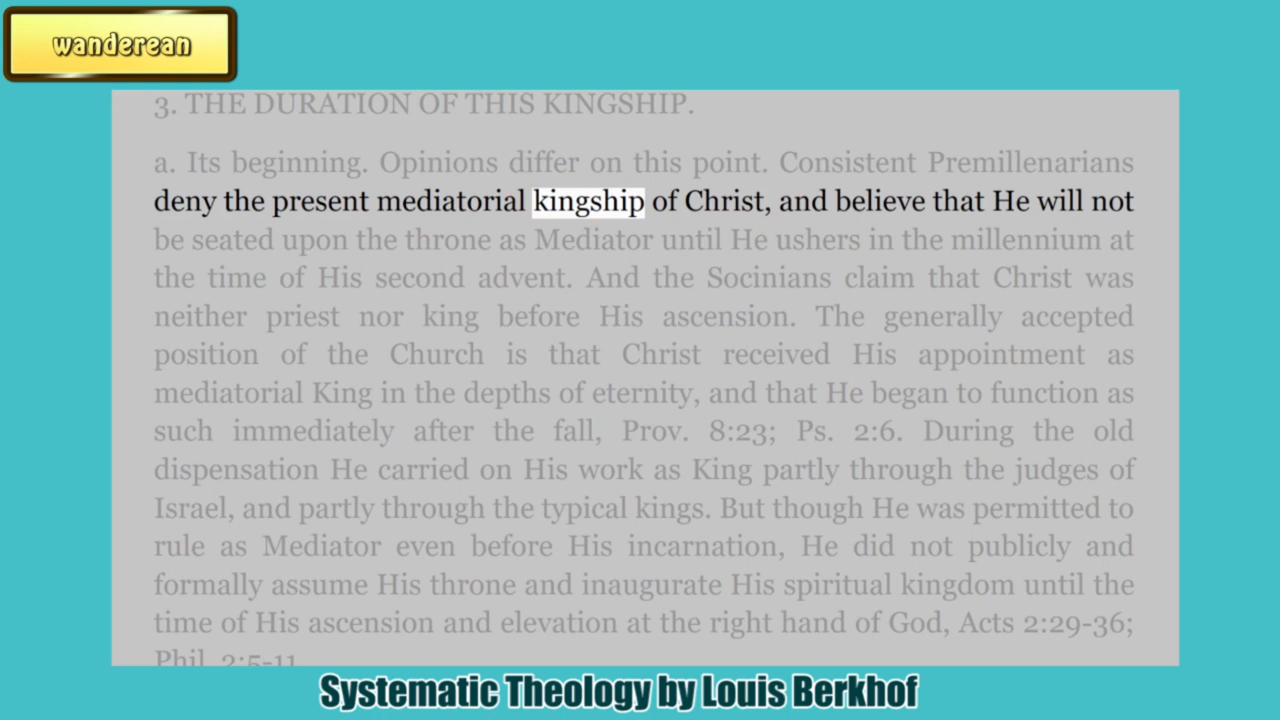 wanderean
3. THE DURATION OF THIS KINGSHIP.
a. Its beginning. Opinions differ on this point. Consistent Premillenarians
deny the present mediatorial kingship of Christ, and believe that He will not
be seated upon the throne as Mediator until He ushers in the millennium at
the time of His second advent. And the Socinians claim that Christ was
neither priest nor king before His ascension. The generally accepted
position of the Church is that Christ received His appointment as
mediatorial King in the depths of eternity, and that He began to function as
such immediately after the fall, Prov. 8:23; Ps. 2:6. During the old
dispensation He carried on His work as King partly through the judges of
Israel, and partly through the typical kings. But though He was permitted to
rule as Mediator even before His incarnation, He did not publicly and
formally assume His throne and inaugurate His spiritual kingdom until the
time of His ascension and elevation at the right hand of God, Acts 2:29-36;
Phil. 2:5-11
Systematic Theology by Louis Berkhof